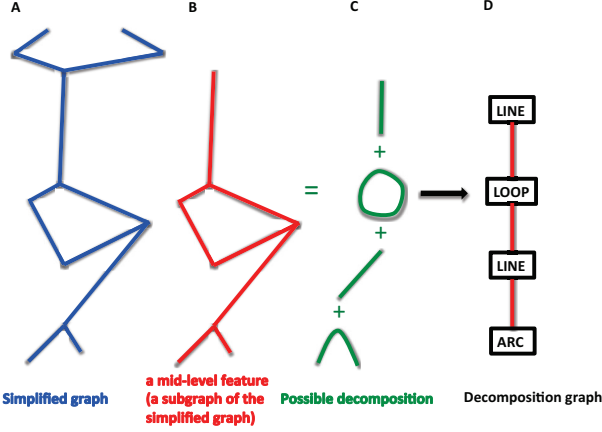 A
B
C
D
LINE
+
=
LOOP
+
LINE
+
ARC
Simplified graph
a mid-level feature
(a subgraph of the
simplified graph)
Possible decomposition
Decomposition graph